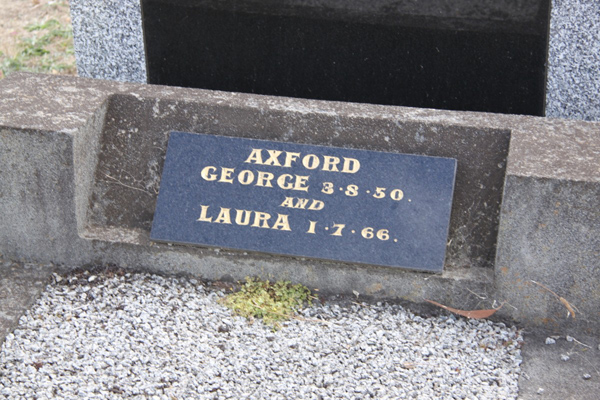 AXFORD
GEORGE 3·8·50.
AND
LAURA 1·7·66.